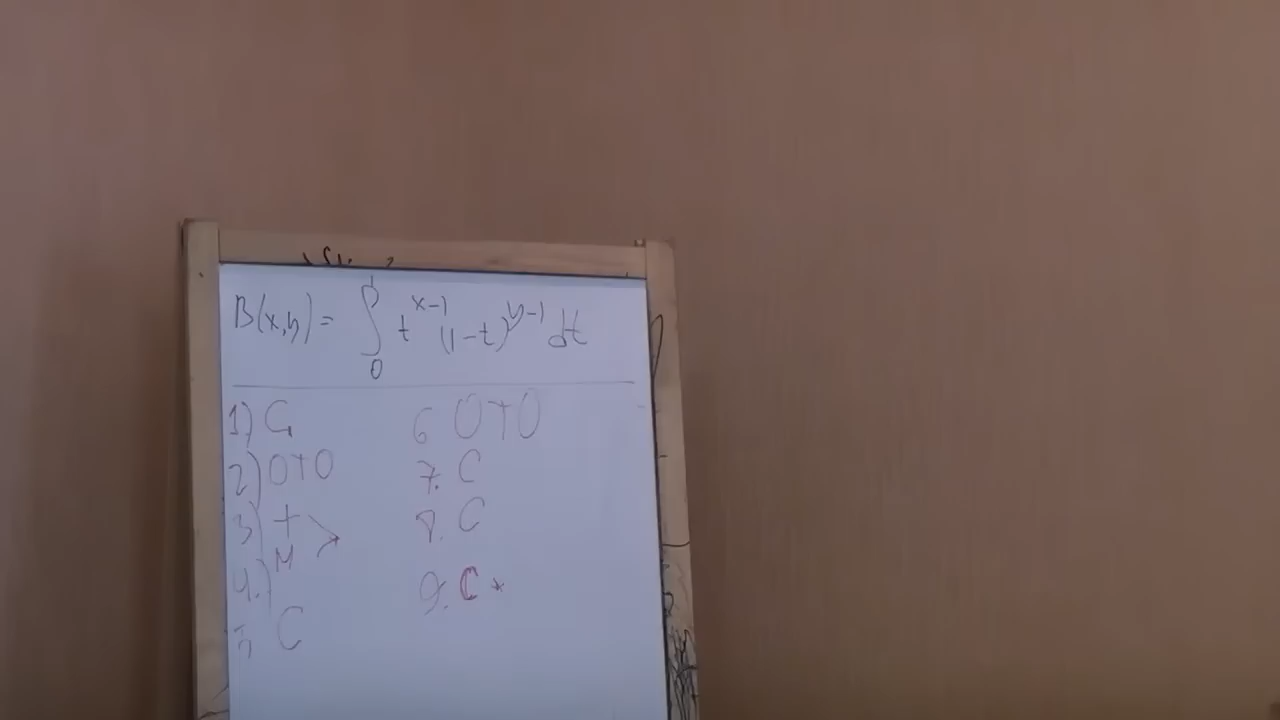 B(x,y) = ∫₀¹ t^(x-1) (1-t)^(y-1) dt
1) C
2) OTO
3) +
4.) M
5 C
6 OTO
7. C
8. C
9. C *